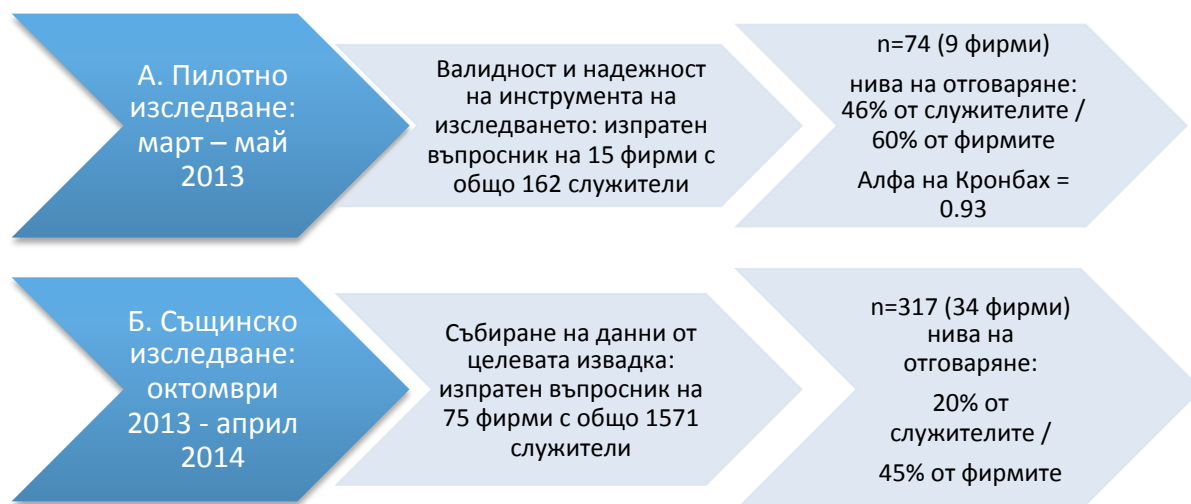 А. Пилотно
изследване:
март – май
2013
Валидност и надежност
на инструмента на
изследването: изпратен
въпросник на 15 фирми с
общо 162 служители
n=74 (9 фирми)
нива на отговаряне:
46% от служителите /
60% от фирмите
Алфа на Кронбах =
0.93
Б. Същинско
изследване:
октомври
2013 - април
2014
Събиране на данни от
целевата извадка:
изпратен въпросник на
75 фирми с общо 1571
служители
n=317 (34 фирми)
нива на
отговаряне:
20% от
служителите /
45% от фирмите